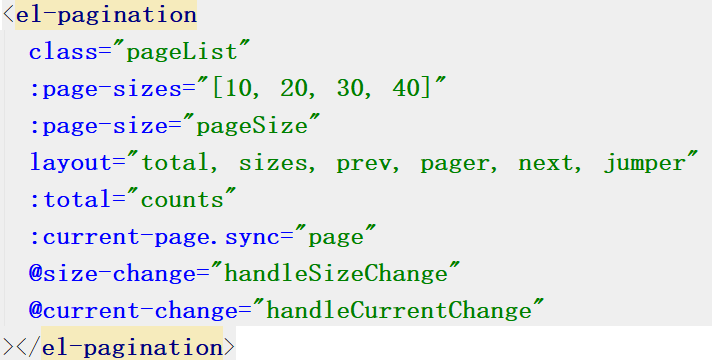 <el-pagination
class="pageList"
:page-sizes="[10, 20, 30, 40]"
:page-size="pageSize"
layout="total, sizes, prev, pager, next, jumper"
:total="counts"
:current-page.sync="page"
@size-change="handleSizeChange"
@current-change="handleCurrentChange"
></el-pagination>